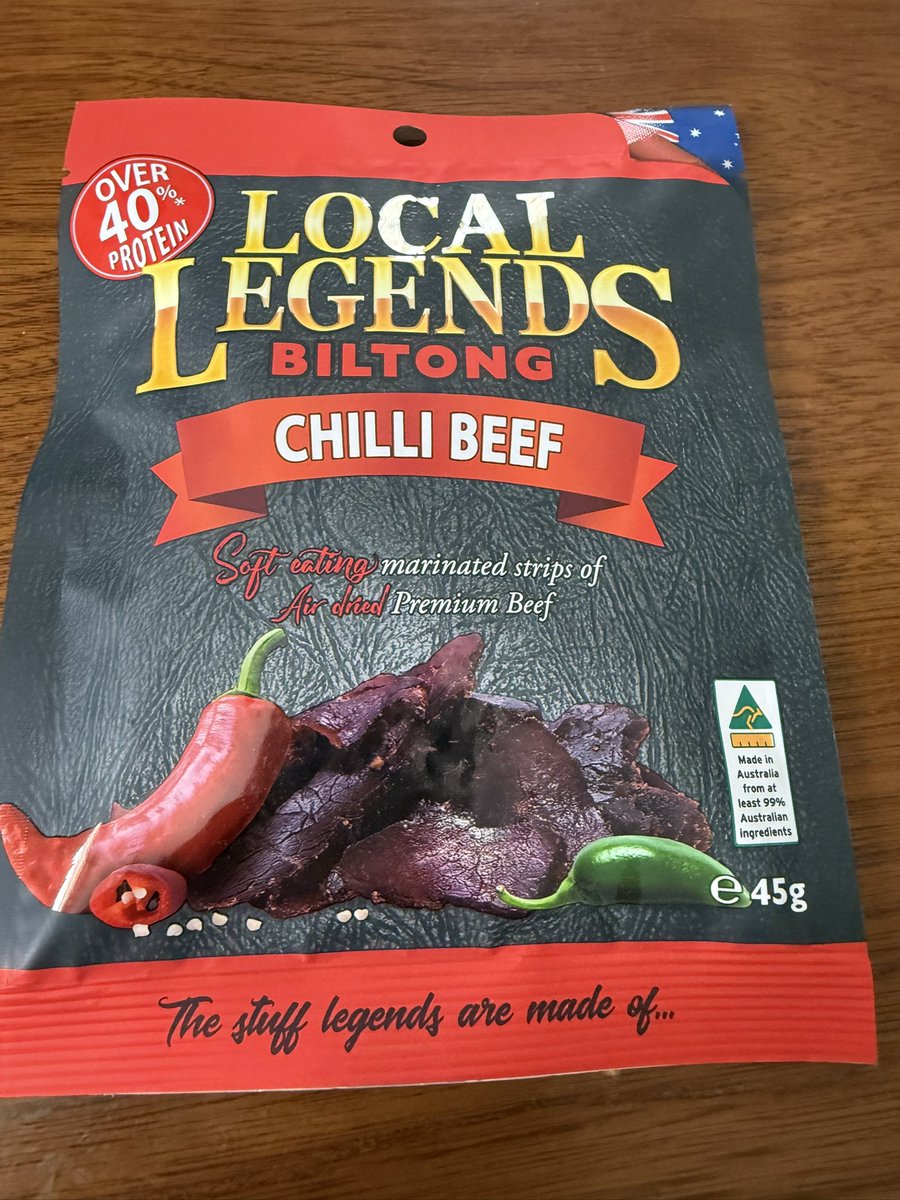 OVER
40%*
PROTEIN
LOCAL
LEGENDS
BILTONG
CHILLI BEEF
Soft eating marinated strips of
Air dried Premium Beef
Made in
Australia
from at
least 99%
Australian
ingredients
e 45g
The stuff legends are made of...